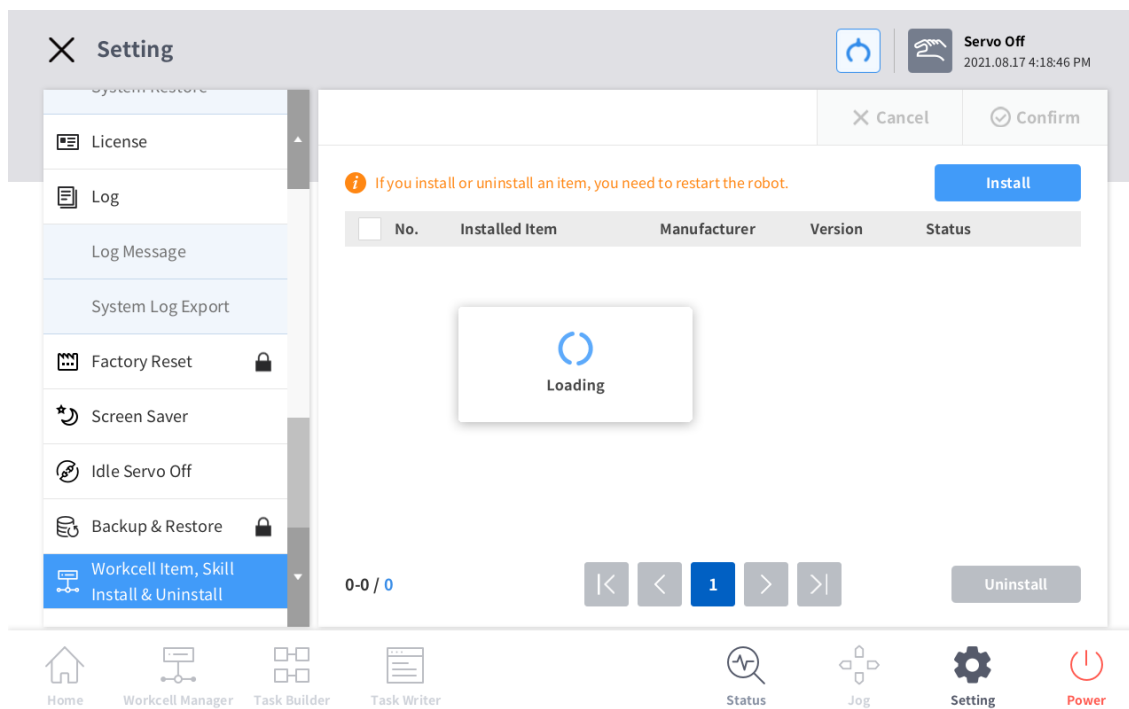 Setting
Servo Off
2021.08.17 4:18:46 PM
System Restore
License
Log
Log Message
System Log Export
Factory Reset
Screen Saver
Idle Servo Off
Backup & Restore
Workcell Item, Skill
Install & Uninstall
Cancel
Confirm
If you install or uninstall an item, you need to restart the robot.
Install
No. Installed Item Manufacturer Version Status
Loading
0-0 / 0
1
Uninstall
Home
Workcell Manager
Task Builder
Task Writer
Status
Jog
Setting
Power